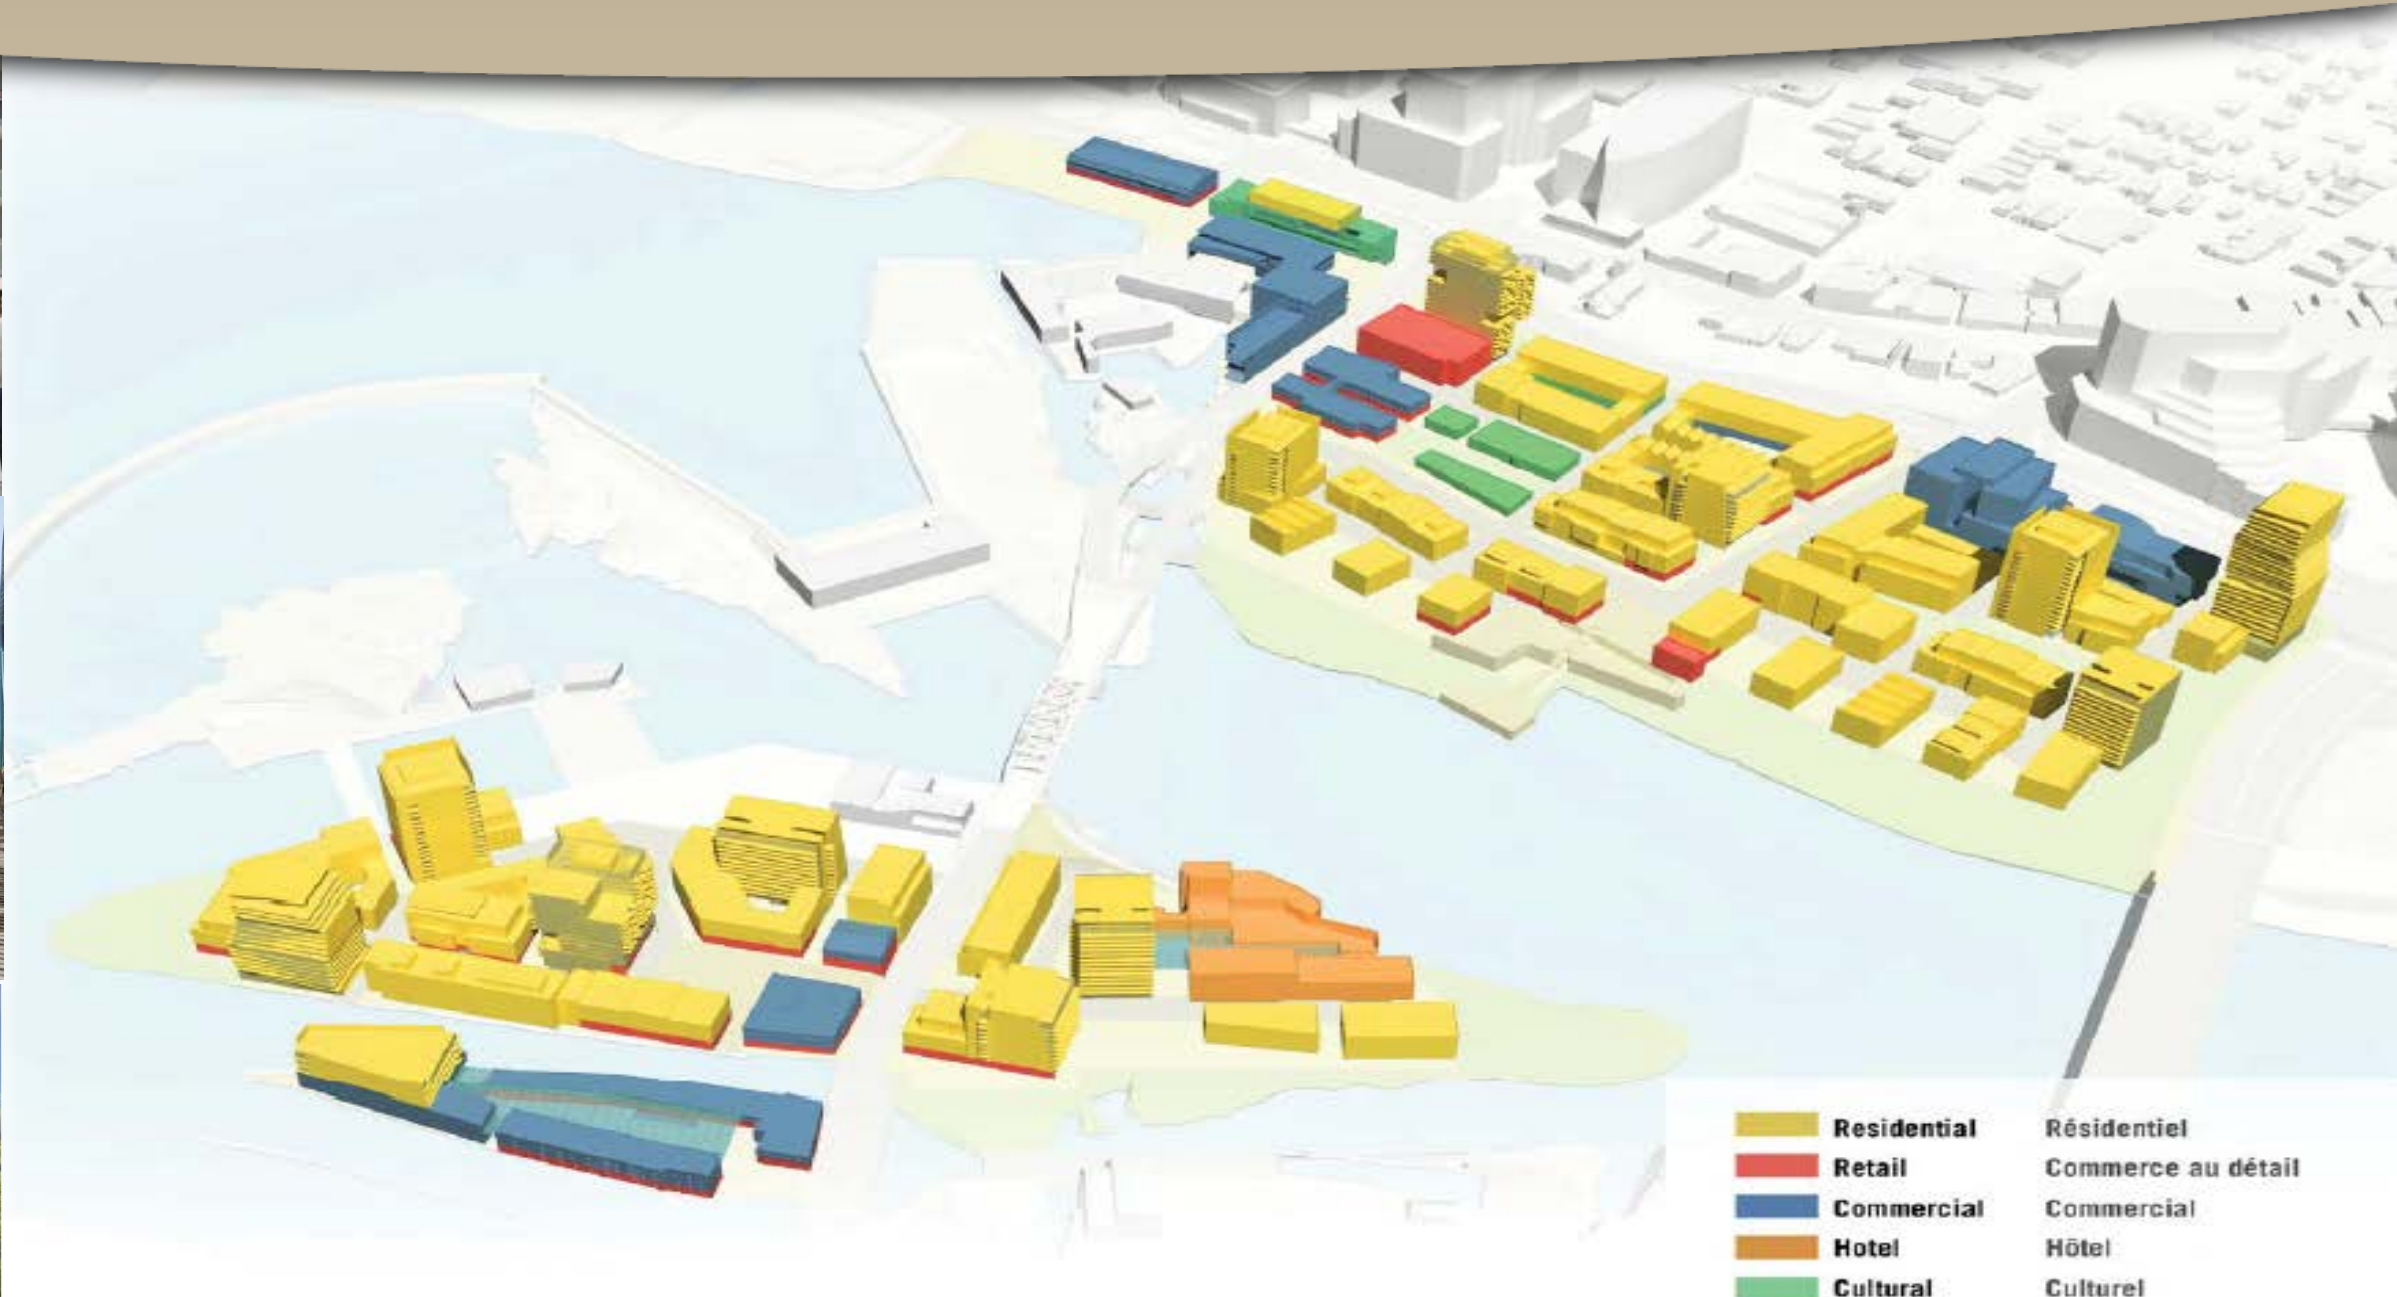 Residential Résidentiel
Retail Commerce au détail
Commercial Commercial
Hotel Hôtel
Cultural Culturel